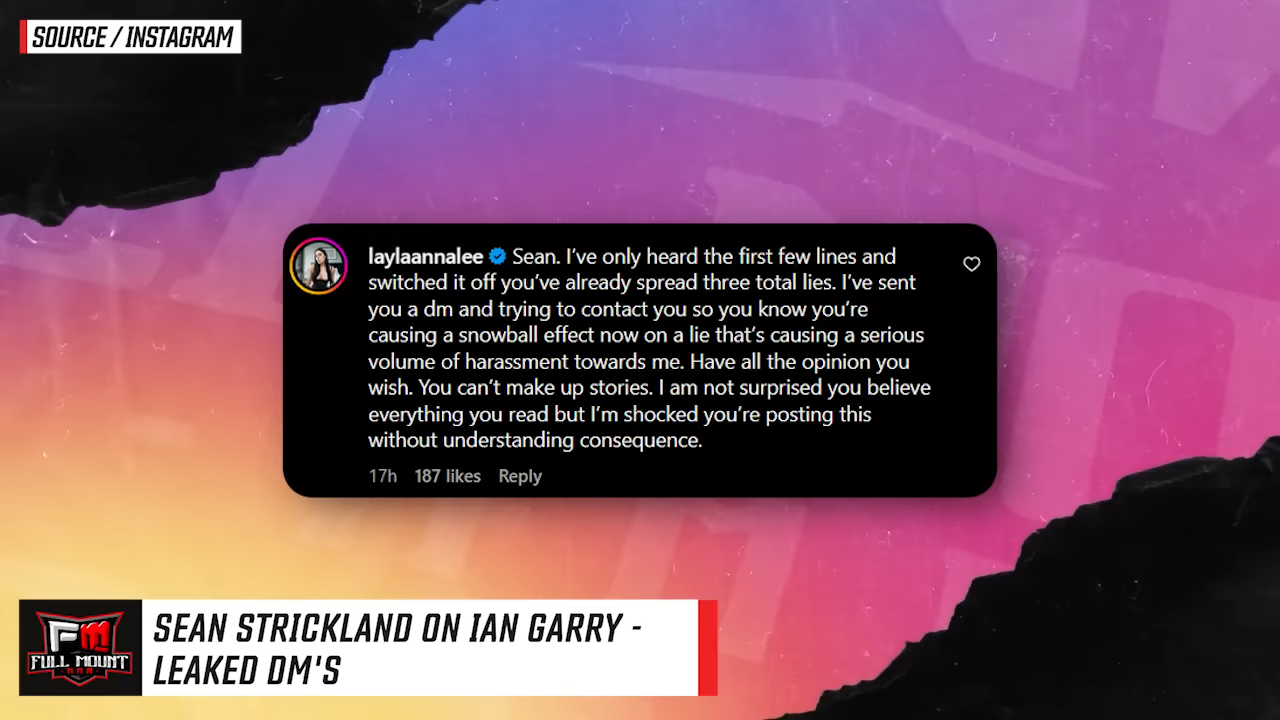 SOURCE / INSTAGRAM
laylaannalee Sean. I've only heard the first few lines and
switched it off you've already spread three total lies. I've sent
you a dm and trying to contact you so you know you're
causing a snowball effect now on a lie that's causing a serious
volume of harassment towards me. Have all the opinion you
wish. You can't make up stories. I am not surprised you believe
everything you read but I'm shocked you're posting this
without understanding consequence.
17h 187 likes Reply
SEAN STRICKLAND ON IAN GARRY -
LEAKED DM'S
FM
FULL MOUNT
MMA